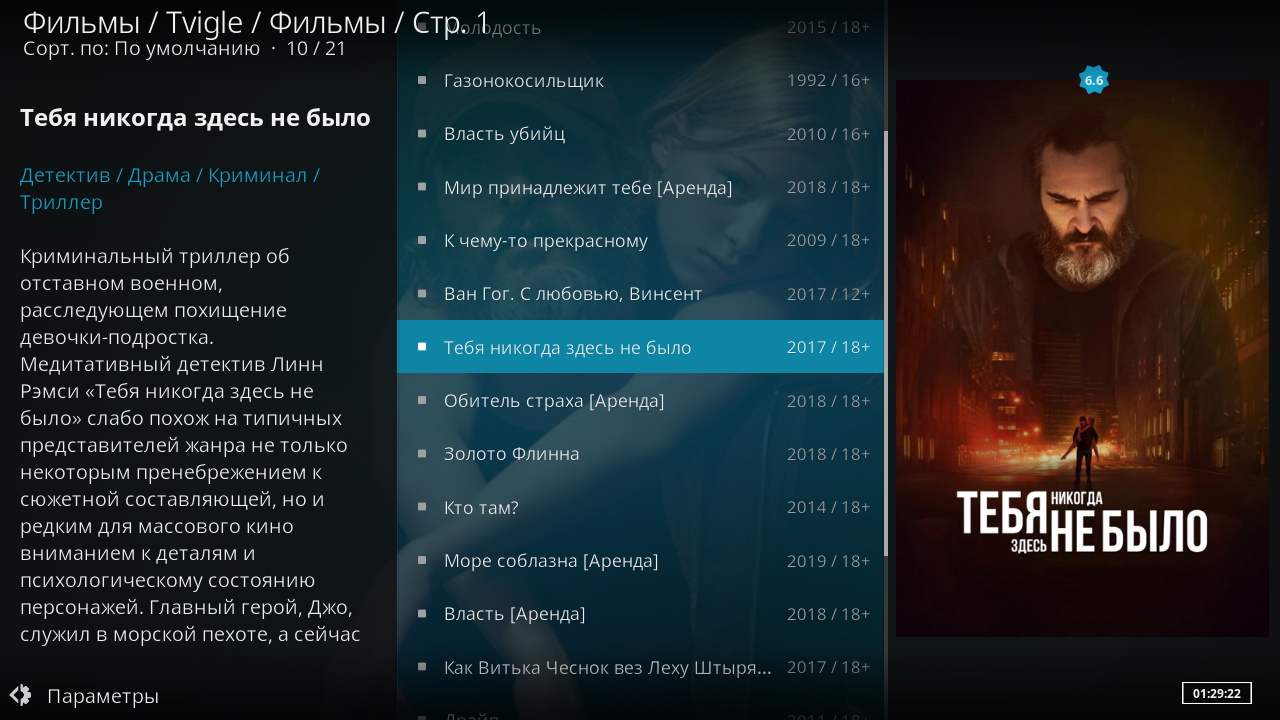 Фильмы / Tvigle / Фильмы / Стр. 1
Сорт. по: По умолчанию · 10 / 21
Тебя никогда здесь не было
Детектив / Драма / Криминал /
Триллер
Криминальный триллер об
отставном военном,
расследующем похищение
девочки-подростка.
Медитативный детектив Линн
Рэмси «Тебя никогда здесь не
было» слабо похож на типичных
представителей жанра не только
некоторым пренебрежением к
сюжетной составляющей, но и
редким для массового кино
вниманием к деталям и
психологическому состоянию
персонажей. Главный герой, Джо,
служил в морской пехоте, а сейчас
Параметры
Молодость 2015 / 18+
Газонокосильщик 1992 / 16+
Власть убийц 2010 / 16+
Мир принадлежит тебе [Аренда] 2018 / 18+
К чему-то прекрасному 2009 / 18+
Ван Гог. С любовью, Винсент 2017 / 12+
Тебя никогда здесь не было 2017 / 18+
Обитель страха [Аренда] 2018 / 18+
Золото Флинна 2018 / 18+
Кто там? 2014 / 18+
Море соблазна [Аренда] 2019 / 18+
Власть [Аренда] 2018 / 18+
Как Витька Чеснок вез Леху Штыря... 2017 / 18+
Драйв 2011 / 18+
6.6
ТЕБЯ НИКОГДА
ЗДЕСЬ НЕ БЫЛО
01:29:22